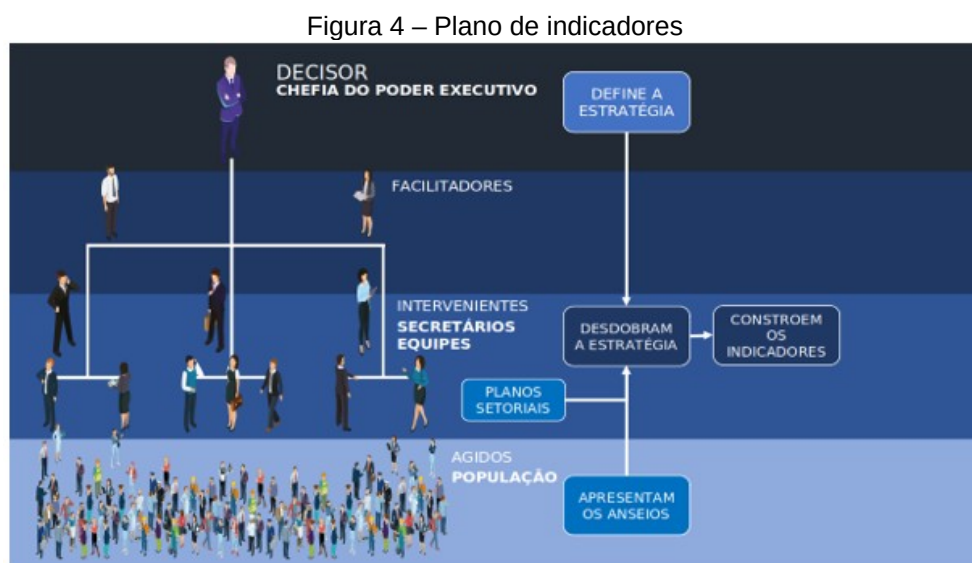 Figura 4 – Plano de indicadores
DECISOR
CHEFIA DO PODER EXECUTIVO
DEFINE A
ESTRATÉGIA
FACILITADORES
INTERVENIENTES
SECRETÁRIOS
EQUIPES
DESDOBRAM
A ESTRATÉGIA
CONSTROEM
OS
INDICADORES
PLANOS
SETORIAIS
AGIDOS
POPULAÇÃO
APRESENTAM
OS ANSEIOS